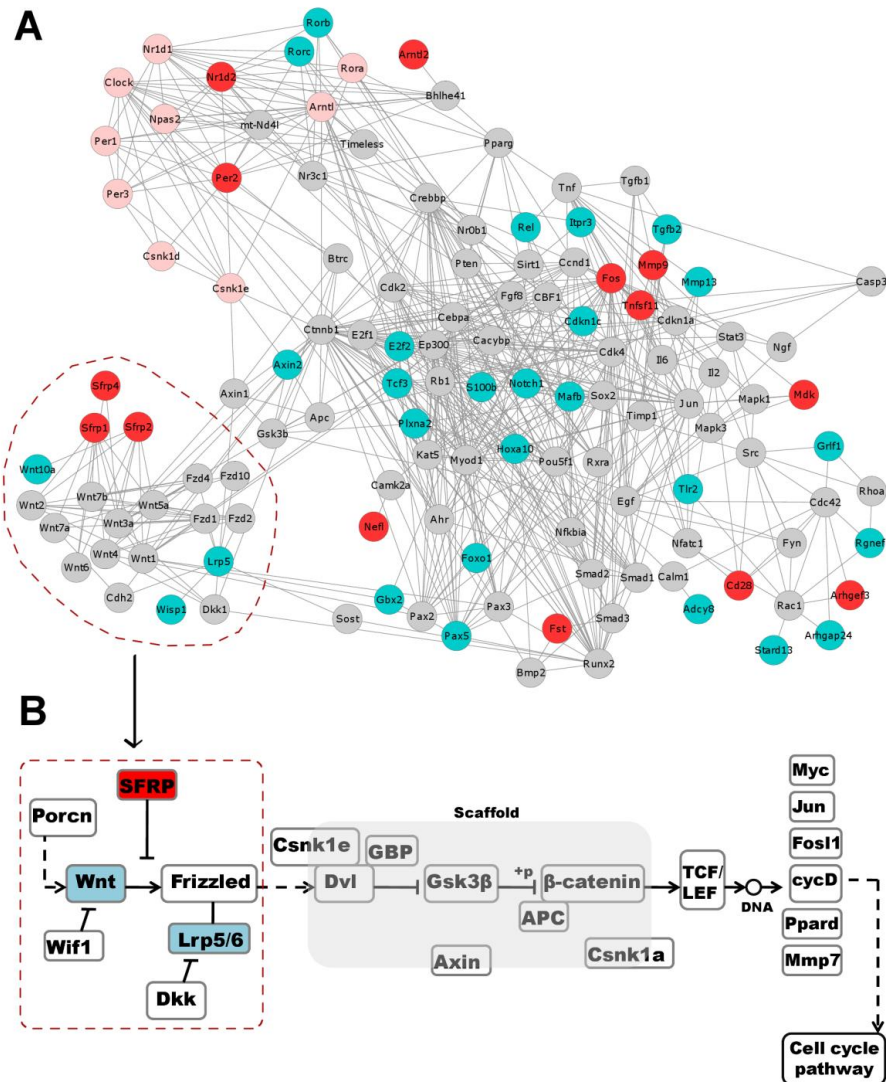 A
Rorb
Nr1d1
Rorc
Arntl2
Clock
Nr1d2
Rora
Bhlhe41
Npas2
Arntl
mt-Nd4l
Per1
Timeless
Pparg
Per2
Nr3c1
Tnf
Tgfb1
Per3
Crebbp
Nr0b1
Rel
Itpr3
Tgfb2
Csnk1d
Btrc
Pten
Sirt1
Ccnd1
Mmp9
Csnk1e
Cdk2
Fos
Mmp13
Casp3
Fgf8
CBF1
Tnfsf11
Ctnnb1
Cebpa
Cdkn1c
Cdkn1a
E2f1
E2f2
Ep300
Cacybp
Stat3
Ngf
Axin2
Cdk4
Il6
Sfrp4
Tcf3
Rb1
S100b
Notch1
Il2
Axin1
Mafb
Sox2
Jun
Mapk1
Mdk
Sfrp1
Sfrp2
Gsk3b
Apc
Plxna2
Timp1
Mapk3
Kat5
Hoxa10
Src
Grlf1
Wnt10a
Fzd4
Fzd10
Myod1
Pou5f1
Rxra
Camk2a
Tlr2
Rhoa
Wnt2
Wnt7b
Wnt5a
Egf
Cdc42
Wnt7a
Wnt3a
Fzd1
Fzd2
Nefl
Ahr
Nfkbia
Nfatc1
Fyn
Rgnef
Wnt6
Wnt4
Wnt1
Lrp5
Foxo1
Smad2
Smad1
Calm1
Cd28
Cdh2
Gbx2
Arhgef3
Wisp1
Dkk1
Sost
Pax2
Pax3
Smad3
Adcy8
Rac1
Pax5
Fst
Arhgap24
Stard13
Bmp2
Runx2
B
SFRP
Porcn
Wnt
Frizzled
Wif1
Lrp5/6
Dkk
Scaffold
Csnk1e
GBP
Dvl
Gsk3β
+p
β-catenin
APC
Axin
Csnk1a
TCF/
LEF
DNA
Myc
Jun
Fosl1
cycD
Ppard
Mmp7
Cell cycle
pathway